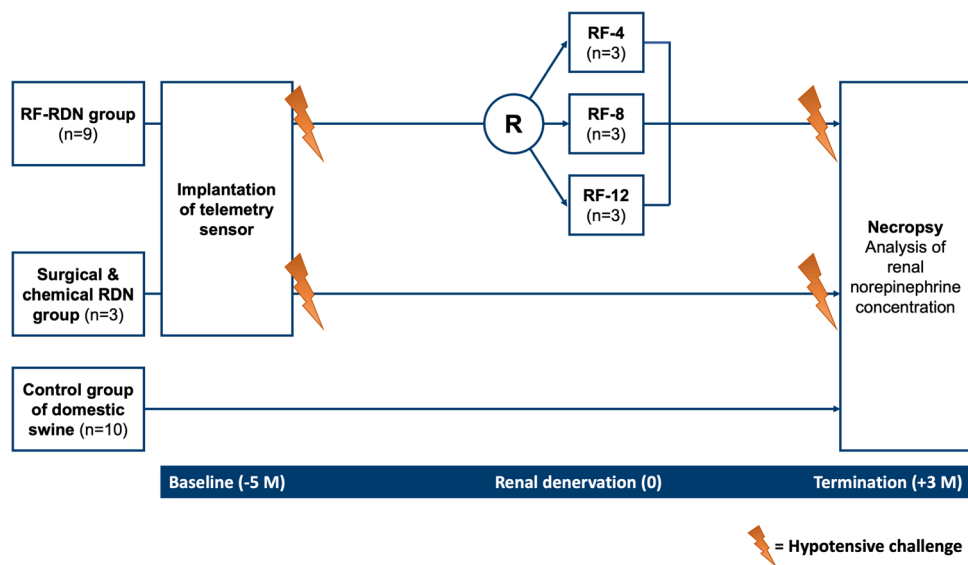 RF-4
(n=3)
RF-RDN group
(n=9)
R
RF-8
(n=3)
RF-12
(n=3)
Implantation
of telemetry
sensor
Surgical &
chemical RDN
group (n=3)
Necropsy
Analysis of
renal
norepinephrine
concentration
Control group
of domestic
swine (n=10)
Baseline (-5 M)
Renal denervation (0)
Termination (+3 M)
= Hypotensive challenge